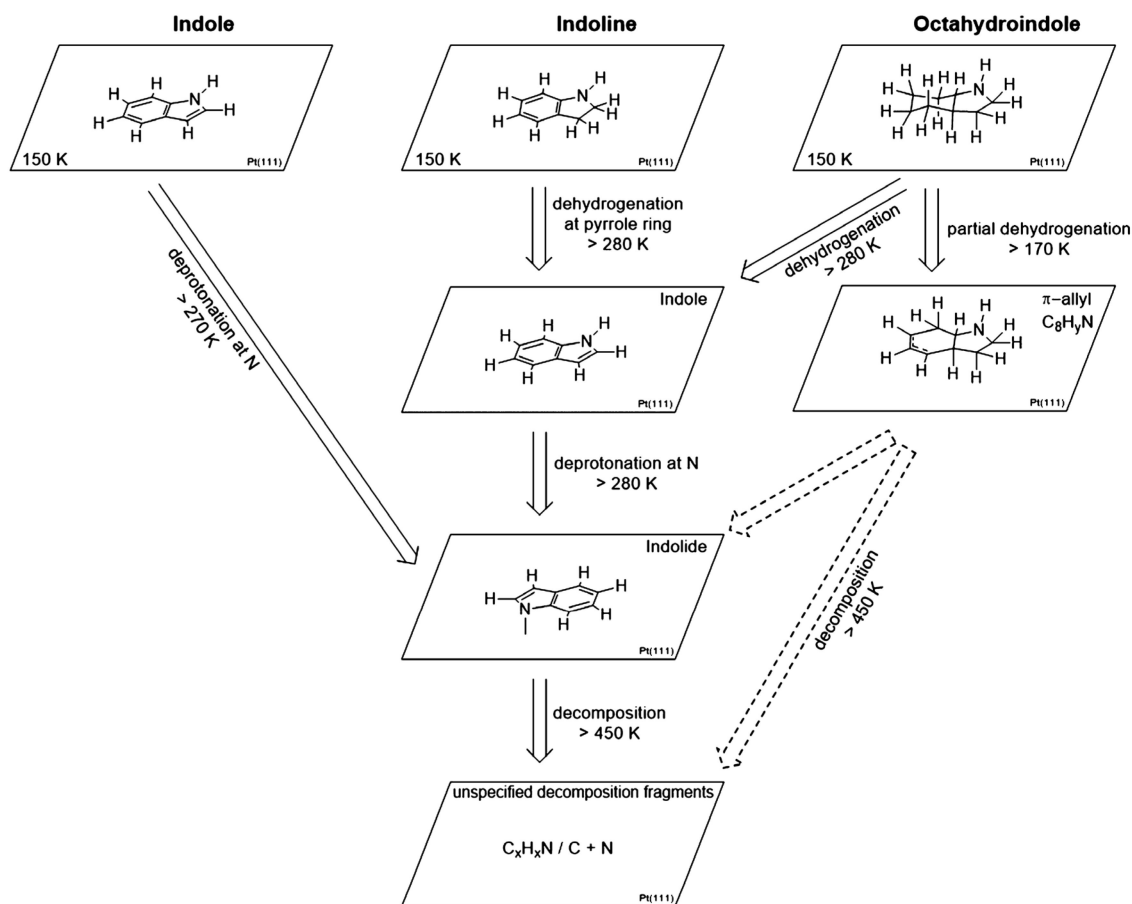 Indole
Indoline
Octahydroindole
H
H
N
H
H
H
H
H
150 K
Pt(111)
H
H
N
H
H
H
H
H
H
H
150 K
Pt(111)
H
H
H
H
H
N
H
H
H
H
H
H
H
H
H
150 K
Pt(111)
dehydrogenation
at pyrrole ring
> 280 K
dehydrogenation
> 280 K
partial dehydrogenation
> 170 K
deprotonation at N
> 270 K
Indole
H
H
N
H
H
H
H
H
Pt(111)
π–allyl
C₈HᵧN
H
H
H
H
N
H
H
H
H
H
H
H
Pt(111)
deprotonation at N
> 280 K
Indolide
H
H
H
H
N
H
H
Pt(111)
decomposition
> 450 K
decomposition
> 450 K
unspecified decomposition fragments
CₓHₓN / C + N
Pt(111)